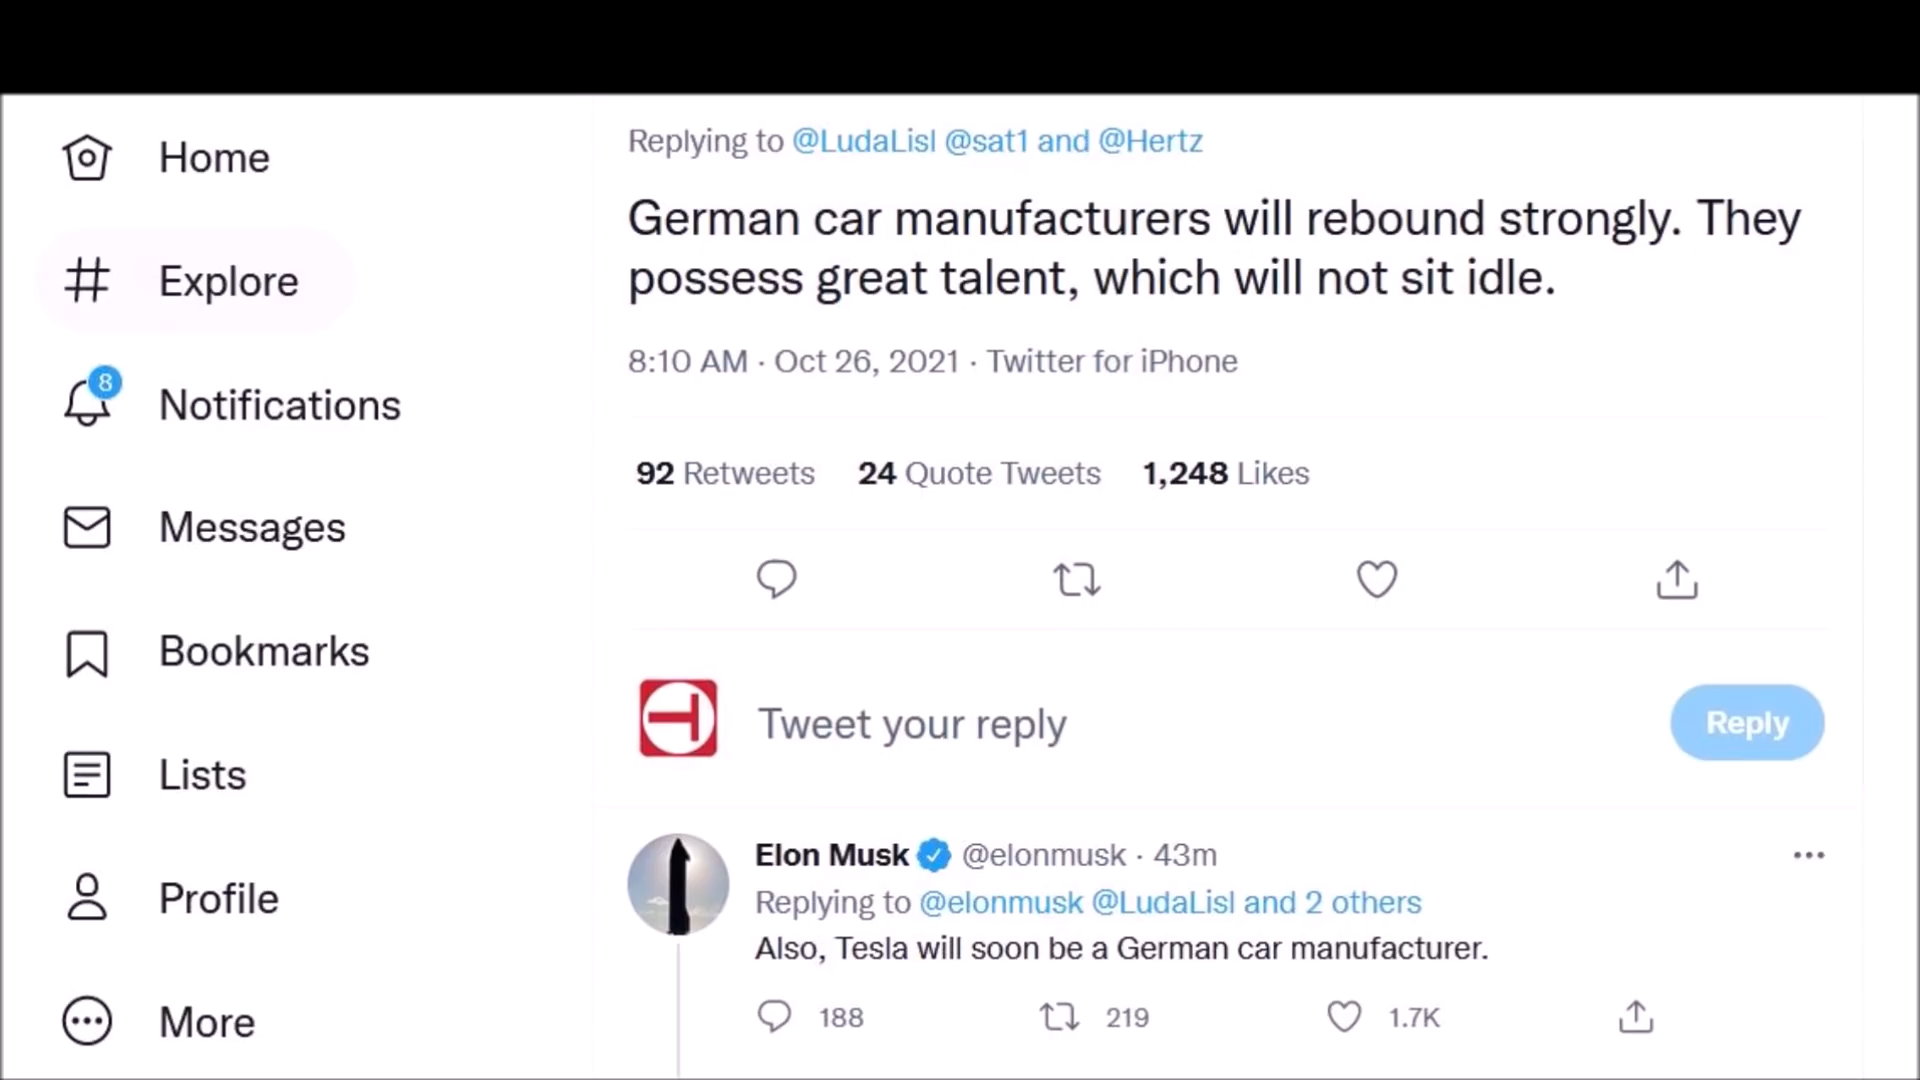 Home
Explore
8
Notifications
Messages
Bookmarks
Lists
Profile
More
Replying to @LudaLisl @sat1 and @Hertz
German car manufacturers will rebound strongly. They
possess great talent, which will not sit idle.
8:10 AM · Oct 26, 2021 · Twitter for iPhone
92 Retweets 24 Quote Tweets 1,248 Likes
Tweet your reply
Reply
Elon Musk @elonmusk · 43m
Replying to @elonmusk @LudaLisl and 2 others
Also, Tesla will soon be a German car manufacturer.
188 219 1.7K